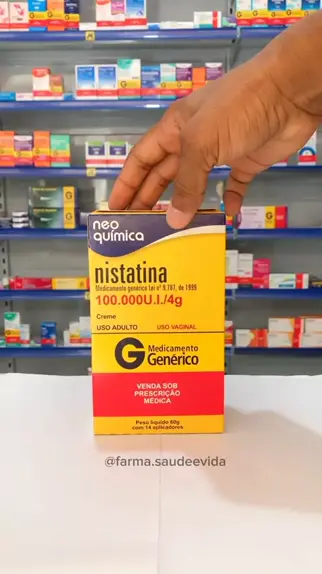 neo
química
nistatina
Medicamento genérico Lei nº 9.787, de 1999
100.000U.I./4g
Creme
USO ADULTO USO VAGINAL
G Medicamento
Genérico
VENDA SOB
PRESCRIÇÃO
MÉDICA
Peso líquido 60g
com 14 aplicadores
@farma.saudeevida